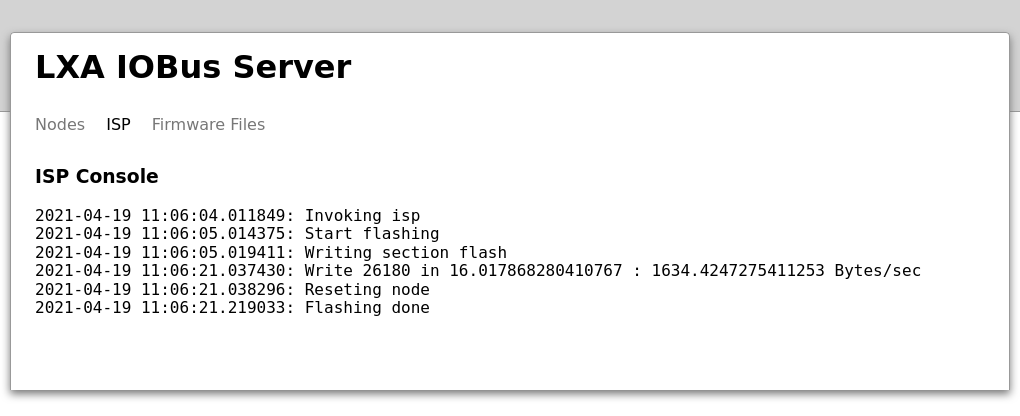 LXA IOBus Server
Nodes ISP Firmware Files
ISP Console
2021-04-19 11:06:04.011849: Invoking isp
2021-04-19 11:06:05.014375: Start flashing
2021-04-19 11:06:05.019411: Writing section flash
2021-04-19 11:06:21.037430: Write 26180 in 16.017868280410767 : 1634.4247275411253 Bytes/sec
2021-04-19 11:06:21.038296: Reseting node
2021-04-19 11:06:21.219033: Flashing done